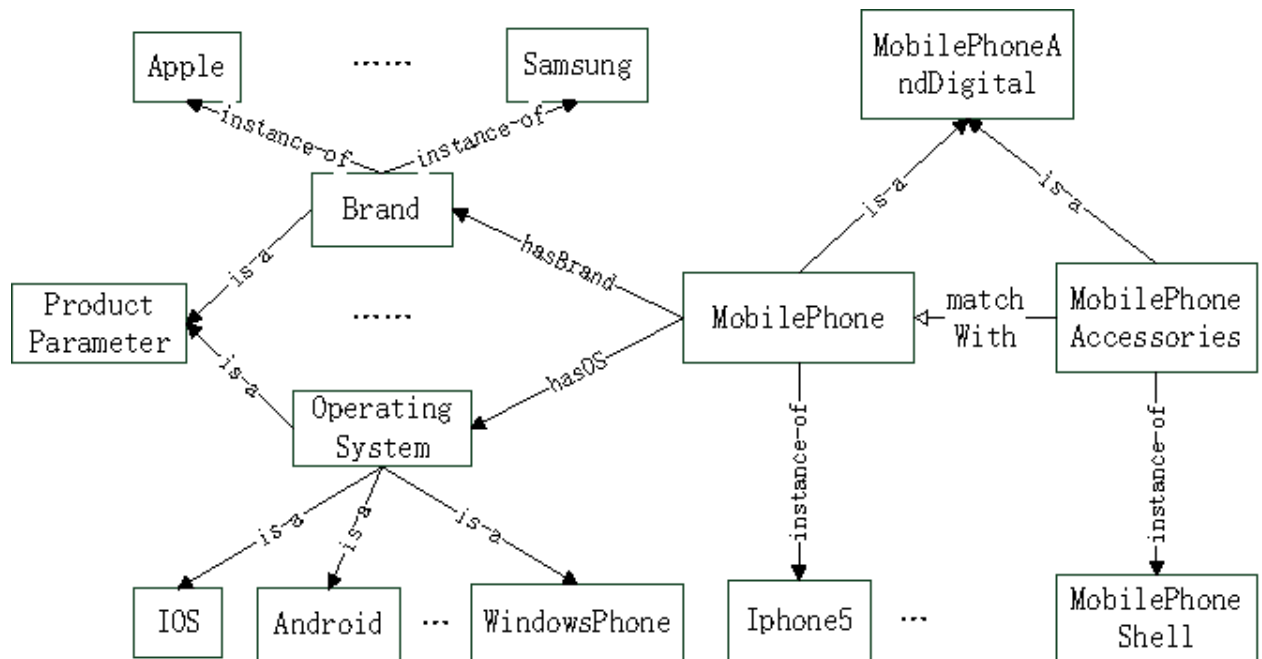 Apple
……
Samsung
MobilePhoneA
ndDigital
instance-of
instance-of
is a
is a
Brand
is a
hasBrand
Product
Parameter
……
MobilePhone
match
With
MobilePhone
Accessories
is a
hasOS
Operating
System
instance-of
instance-of
is a
is a
is a
IOS
Android
…
WindowsPhone
Iphone5
…
MobilePhone
Shell